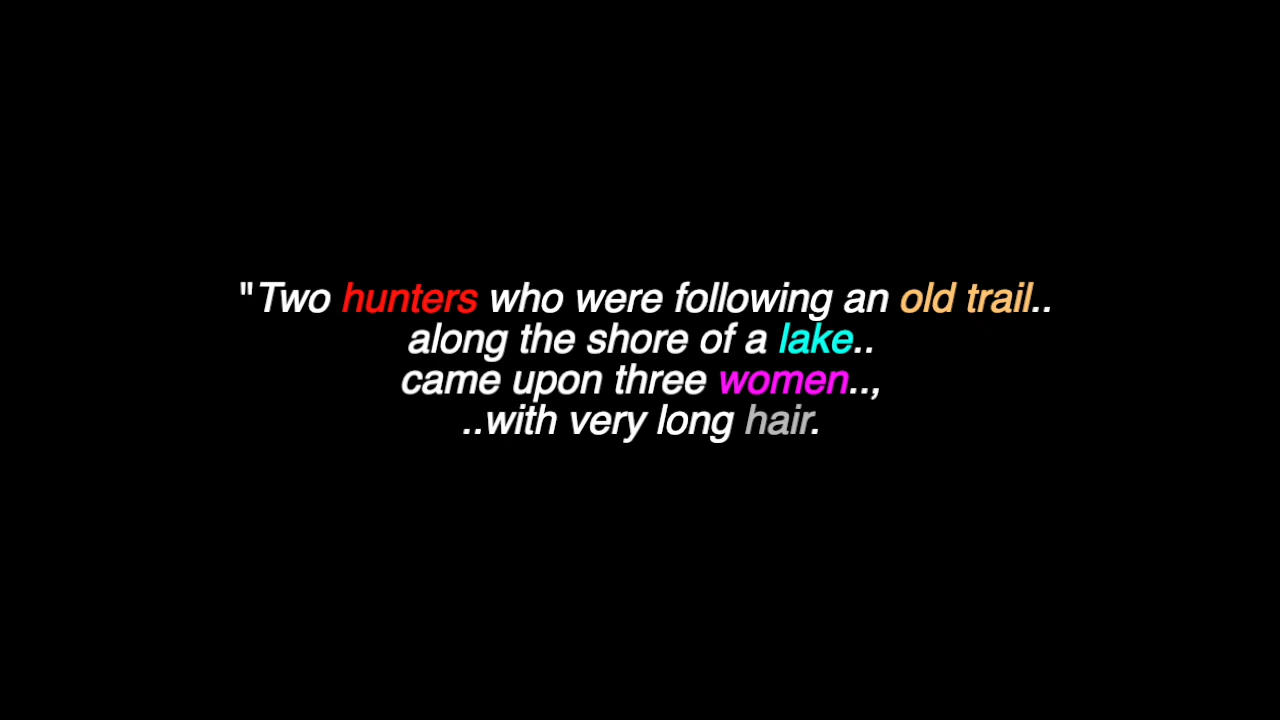 "Two hunters who were following an old trail..
along the shore of a lake..
came upon three women..,
..with very long hair.